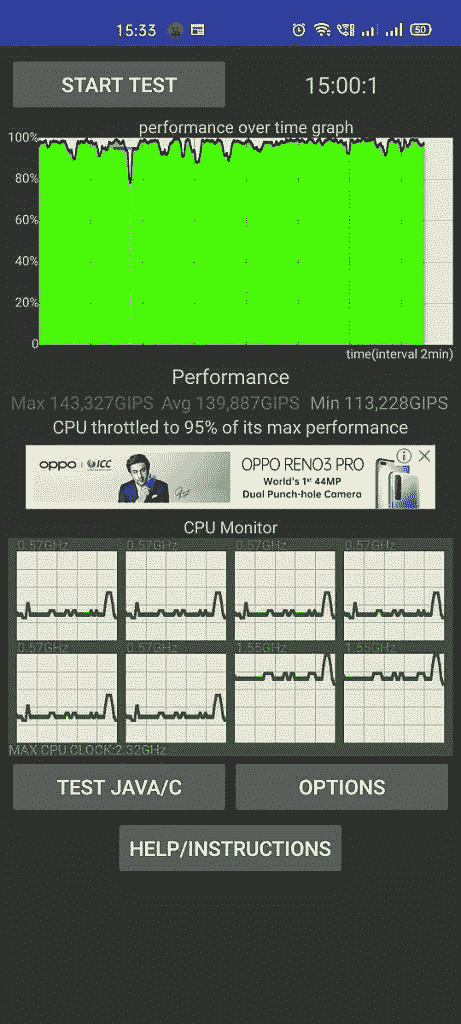 15:33
50
START TEST
15:00:1
performance over time graph
100%
80%
60%
40%
20%
0
time(interval 2min)
Performance
Max 143,327GIPS Avg 139,887GIPS Min 113,228GIPS
CPU throttled to 95% of its max performance
oppo ICC
OPPO RENO3 PRO
World's 1st 44MP
Dual Punch-hole Camera
CPU Monitor
0.57GHz 0.57GHz 0.57GHz 0.57GHz
0.57GHz 0.57GHz 1.55GHz 1.55GHz
MAX CPU CLOCK:2.32GHz
TEST JAVA/C
OPTIONS
HELP/INSTRUCTIONS